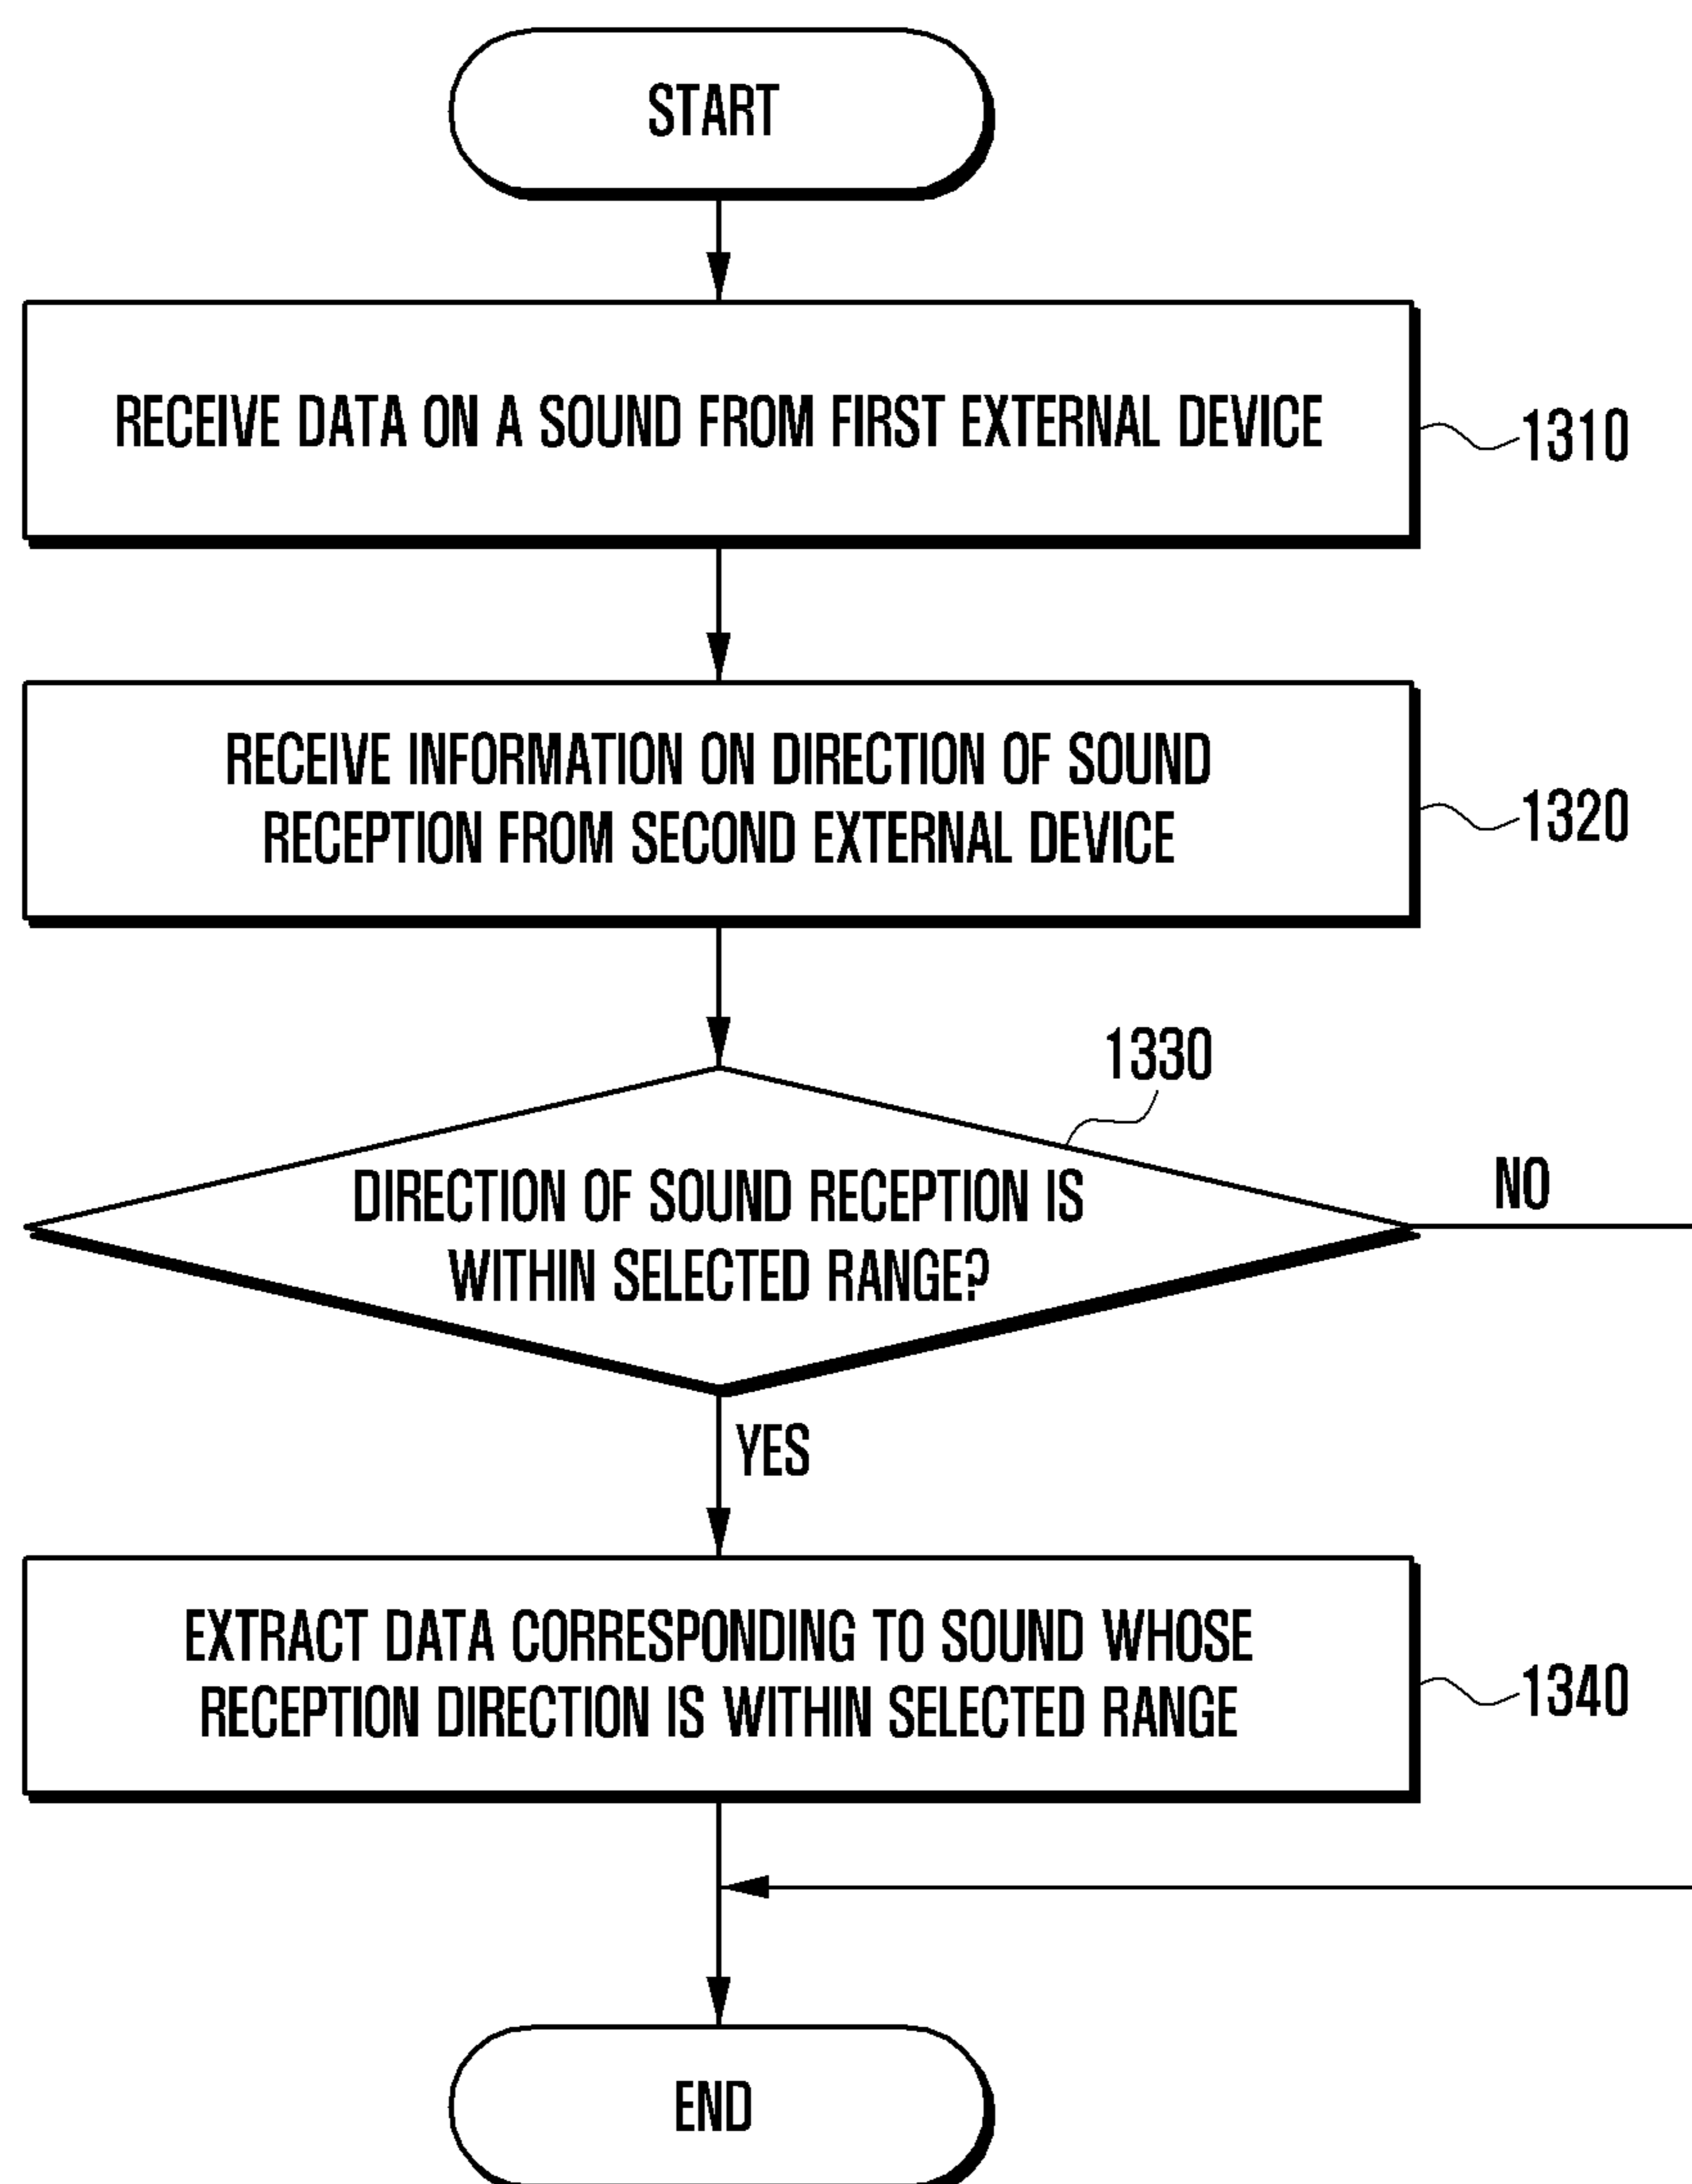 START
RECEIVE DATA ON A SOUND FROM FIRST EXTERNAL DEVICE
1310
RECEIVE INFORMATION ON DIRECTION OF SOUND
RECEPTION FROM SECOND EXTERNAL DEVICE
1320
1330
DIRECTION OF SOUND RECEPTION IS
WITHIN SELECTED RANGE?
NO
YES
EXTRACT DATA CORRESPONDING TO SOUND WHOSE
RECEPTION DIRECTION IS WITHIN SELECTED RANGE
1340
END